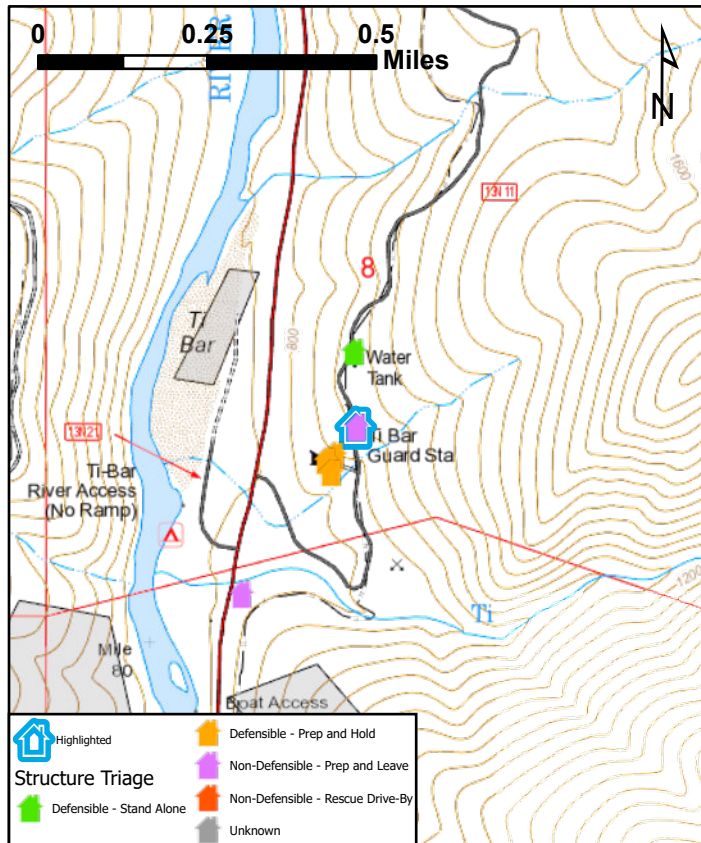 0 0.25 0.5
Miles
RIVER
N
1600
13N11
8
Ti
Bar
800
Water
Tank
13N21
Ti Bar
Guard Sta
Ti-Bar
River Access
(No Ramp)
1200
Ti
Mile
80
Boat Access
Highlighted
Structure Triage
Defensible - Stand Alone
Defensible - Prep and Hold
Non-Defensible - Prep and Leave
Non-Defensible - Rescue Drive-By
Unknown